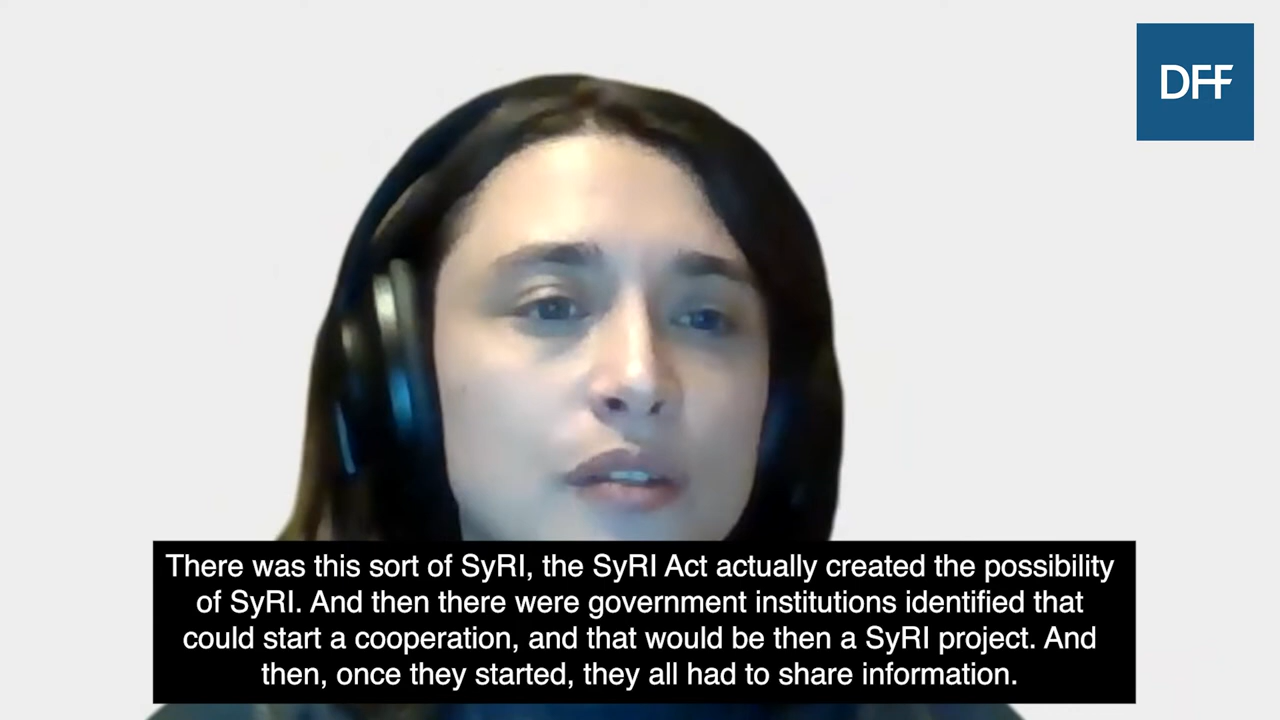 DFF
There was this sort of SyRI, the SyRI Act actually created the possibility
of SyRI. And then there were government institutions identified that
could start a cooperation, and that would be then a SyRI project. And
then, once they started, they all had to share information.